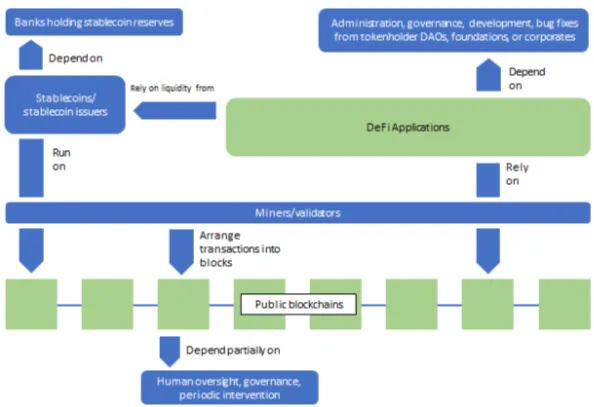 Banks holding stablecoin reserves
Administration, governance, development, bug fixes
from tokenholder DAOs, foundations, or corporates
Depend on
Depend
on
Rely on liquidity from
Stablecoins/
stablecoin issuers
DeFi Applications
Run
on
Rely
on
Miners/validators
Arrange
transactions into
blocks
Public blockchains
Depend partially on
Human oversight, governance,
periodic intervention